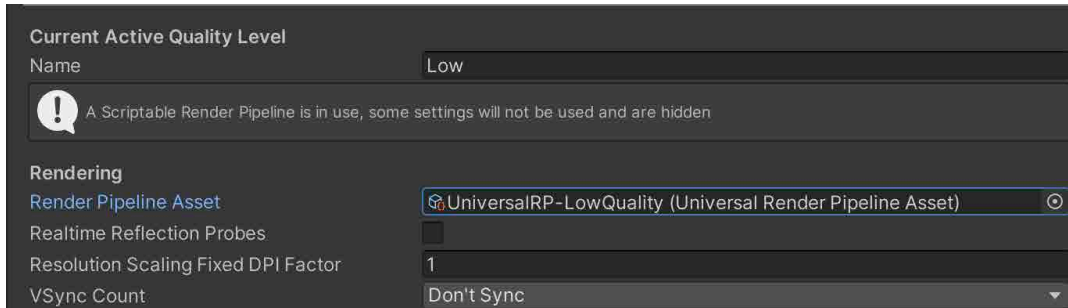 Current Active Quality Level
Name Low
A Scriptable Render Pipeline is in use, some settings will not be used and are hidden
Rendering
Render Pipeline Asset UniversalRP-LowQuality (Universal Render Pipeline Asset)
Realtime Reflection Probes
Resolution Scaling Fixed DPI Factor 1
VSync Count Don't Sync